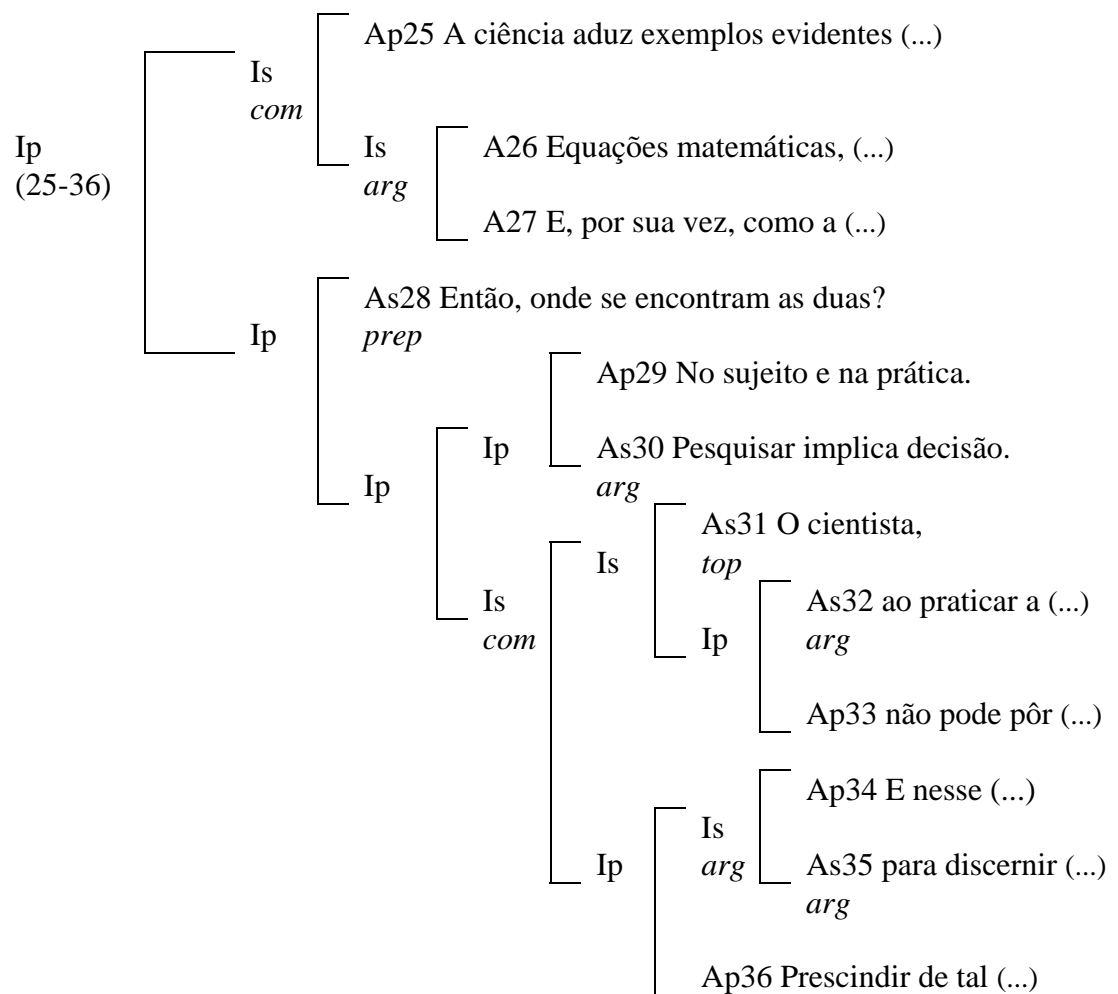 Ap25 A ciência aduz exemplos evidentes (...)
Is
com
Ip
(25-36)
Is
arg
A26 Equações matemáticas, (...)
A27 E, por sua vez, como a (...)
As28 Então, onde se encontram as duas?
prep
Ip
Ap29 No sujeito e na prática.
Ip
As30 Pesquisar implica decisão.
arg
Ip
As31 O cientista,
top
Is
Is
com
As32 ao praticar a (...)
arg
Ip
Ap33 não pode pôr (...)
Ap34 E nesse (...)
Is
arg
Ip
As35 para discernir (...)
arg
Ap36 Prescindir de tal (...)